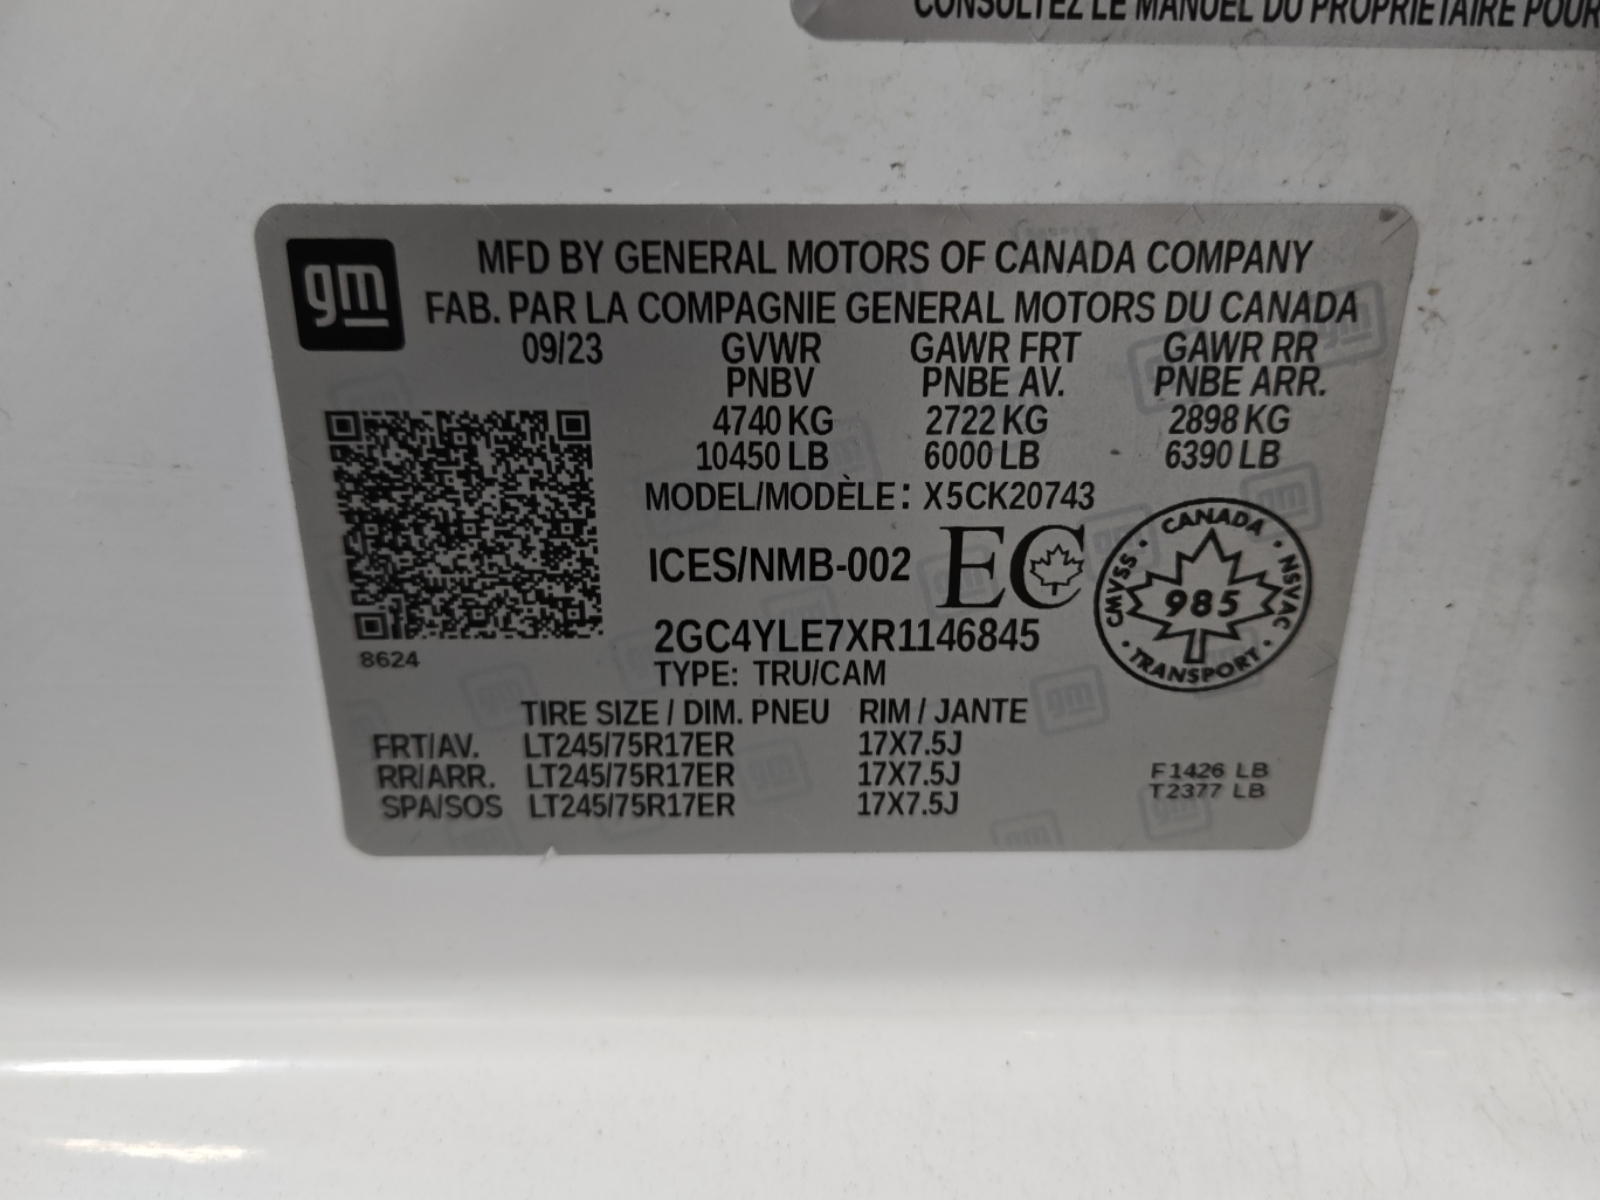 CONSULTEZ LE MANUEL DU PROPRIÉTAIRE POUR
gm
MFD BY GENERAL MOTORS OF CANADA COMPANY
FAB. PAR LA COMPAGNIE GENERAL MOTORS DU CANADA
09/23 GVWR GAWR FRT GAWR RR
PNBV PNBE AV. PNBE ARR.
4740 KG 2722 KG 2898 KG
10450 LB 6000 LB 6390 LB
MODEL/MODÈLE: X5CK20743
ICES/NMB-002 EC
CANADA · NSVAC · TRANSPORT · CMVSS ·
985
2GC4YLE7XR1146845
8624
TYPE: TRU/CAM
TIRE SIZE / DIM. PNEU RIM / JANTE
FRT/AV. LT245/75R17ER 17X7.5J
RR/ARR. LT245/75R17ER 17X7.5J
SPA/SOS LT245/75R17ER 17X7.5J
F1426 LB
T2377 LB